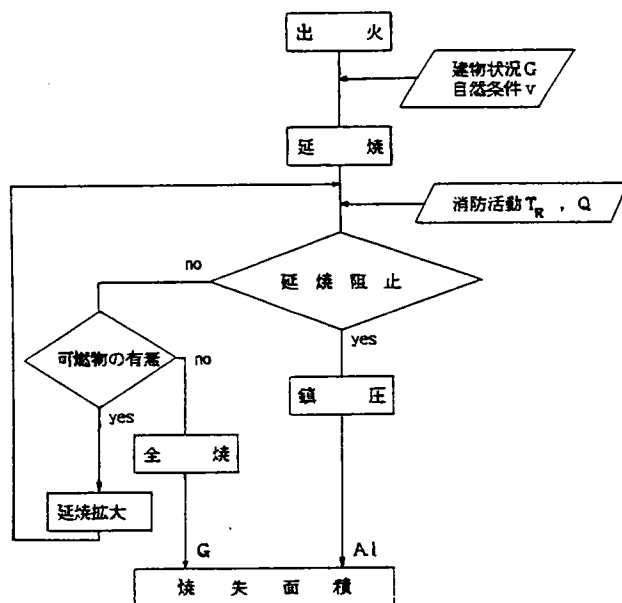 出火
建物状況G
自然条件v
延焼
消防活動T_R , Q
no
延焼阻止
yes
可燃物の有無
no
鎮圧
yes
全焼
延焼拡大
G
A1
焼失面積